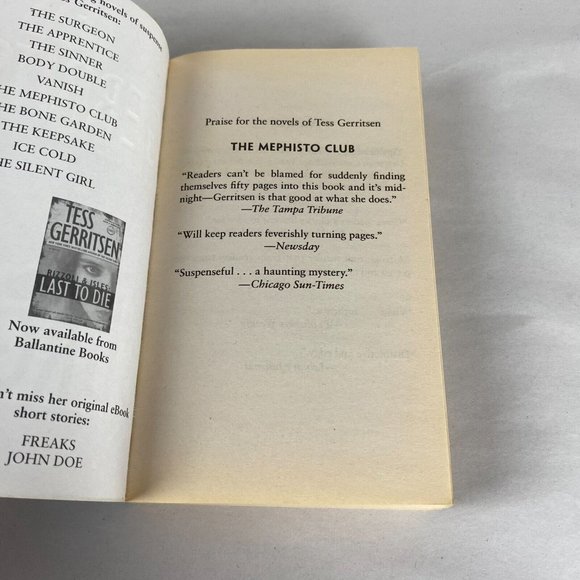 novels of suspense
ss Gerritsen:
THE SURGEON
THE APPRENTICE
THE SINNER
BODY DOUBLE
VANISH
HE MEPHISTO CLUB
HE BONE GARDEN
THE KEEPSAKE
ICE COLD
HE SILENT GIRL
TESS
GERRITSEN
RIZZOLI & ISLES:
LAST TO DIE
Now available from
Ballantine Books
n't miss her original eBook
short stories:
FREAKS
JOHN DOE
Praise for the novels of Tess Gerritsen
THE MEPHISTO CLUB
“Readers can't be blamed for suddenly finding
themselves fifty pages into this book and it's mid-
night—Gerritsen is that good at what she does.”
—The Tampa Tribune
“Will keep readers feverishly turning pages.”
—Newsday
“Suspenseful . . . a haunting mystery.”
—Chicago Sun-Times